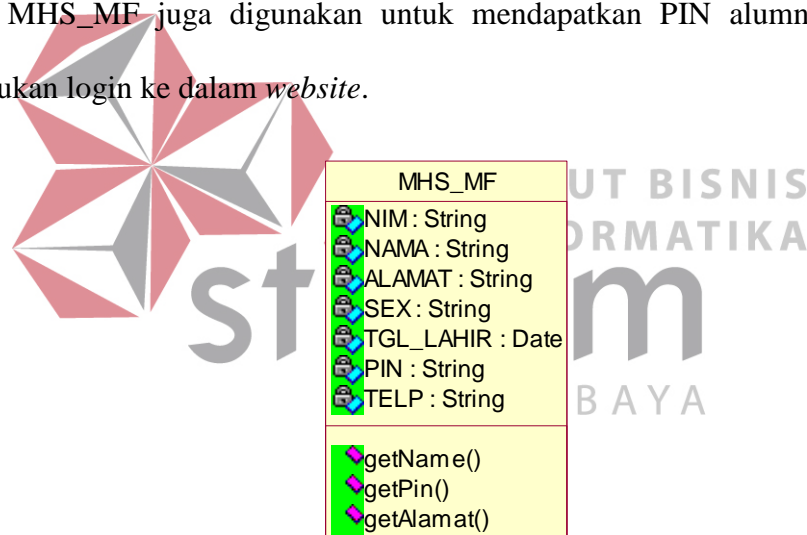 MHS_MF juga digunakan untuk mendapatkan PIN alumn
ukan login ke dalam website.
MHS_MF
UT BISNIS
NIM : String
ORMATIKA
NAMA : String
ALAMAT : String
SEX : String
st m
TGL_LAHIR : Date
PIN : String
TELP : String
BAYA
getName()
getPin()
getAlamat()